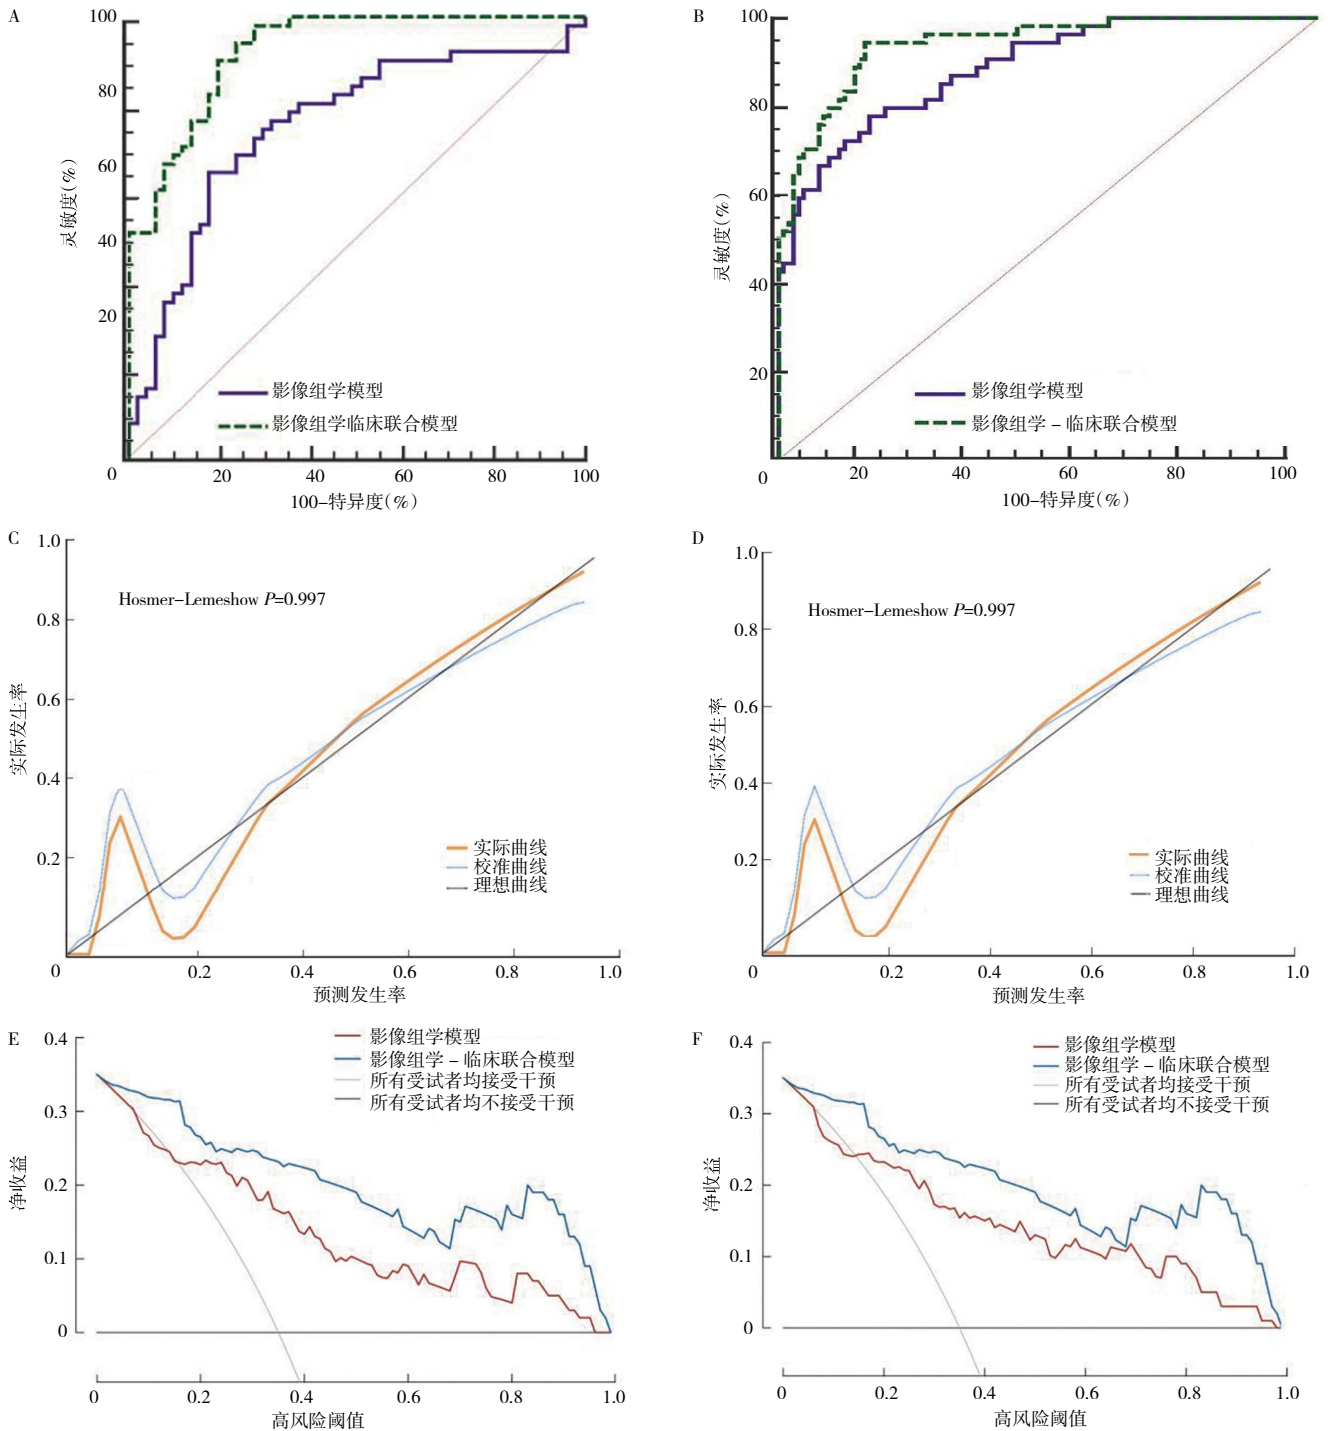 A
100
80
60
40
20
0
20
40
60
80
100
灵敏度(%)
100-特异度(%)
影像组学模型
影像组学临床联合模型
B
100
80
60
40
20
0
20
40
60
80
100
灵敏度(%)
100-特异度(%)
影像组学模型
影像组学-临床联合模型
C
1.0
0.8
0.6
0.4
0.2
0
0.2
0.4
0.6
0.8
1.0
Hosmer-Lemeshow P=0.997
实际发生率
预测发生率
实际曲线
校准曲线
理想曲线
D
1.0
0.8
0.6
0.4
0.2
0
0.2
0.4
0.6
0.8
1.0
Hosmer-Lemeshow P=0.997
实际发生率
预测发生率
实际曲线
校准曲线
理想曲线
E
0.4
0.3
0.2
0.1
0
0
0.2
0.4
0.6
0.8
1.0
净收益
高风险阈值
影像组学模型
影像组学-临床联合模型
所有受试者均接受干预
所有受试者均不接受干预
F
0.4
0.3
0.2
0.1
0
0
0.2
0.4
0.6
0.8
1.0
净收益
高风险阈值
影像组学模型
影像组学-临床联合模型
所有受试者均接受干预
所有受试者均不接受干预